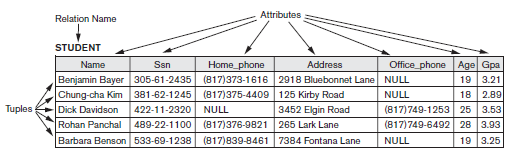 Relation Name
Attributes
STUDENT
Name Ssn Home_phone Address Office_phone Age Gpa
Benjamin Bayer 305-61-2435 (817)373-1616 2918 Bluebonnet Lane NULL 19 3.21
Chung-cha Kim 381-62-1245 (817)375-4409 125 Kirby Road NULL 18 2.89
Tuples Dick Davidson 422-11-2320 NULL 3452 Elgin Road (817)749-1253 25 3.53
Rohan Panchal 489-22-1100 (817)376-9821 265 Lark Lane (817)749-6492 28 3.93
Barbara Benson 533-69-1238 (817)839-8461 7384 Fontana Lane NULL 19 3.25